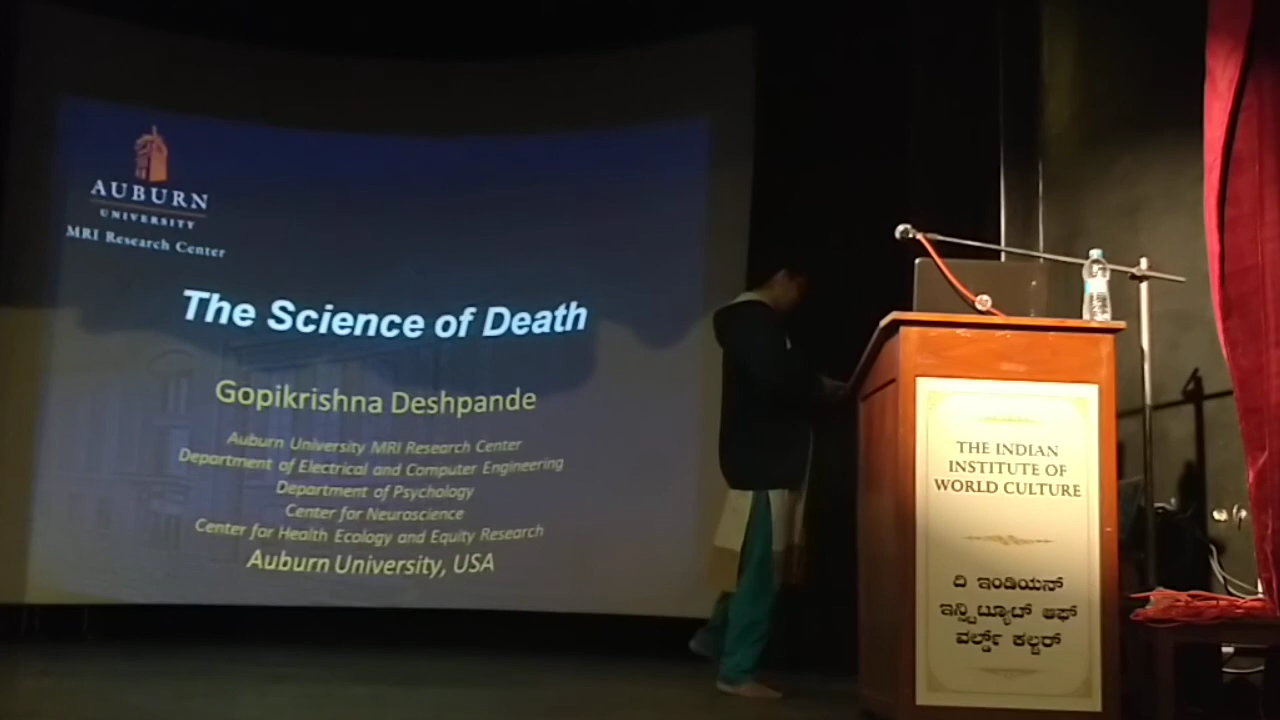 AUBURN
UNIVERSITY
MRI Research Center
The Science of Death
Gopikrishna Deshpande
Auburn University MRI Research Center
Department of Electrical and Computer Engineering
Department of Psychology
Center for Neuroscience
Center for Health Ecology and Equity Research
Auburn University, USA
THE INDIAN
INSTITUTE OF
WORLD CULTURE
ದಿ ಇಂಡಿಯನ್
ಇನ್ಸ್ಟಿಟ್ಯೂಟ್ ಆಫ್
ವರ್ಲ್ಡ್ ಕಲ್ಚರ್